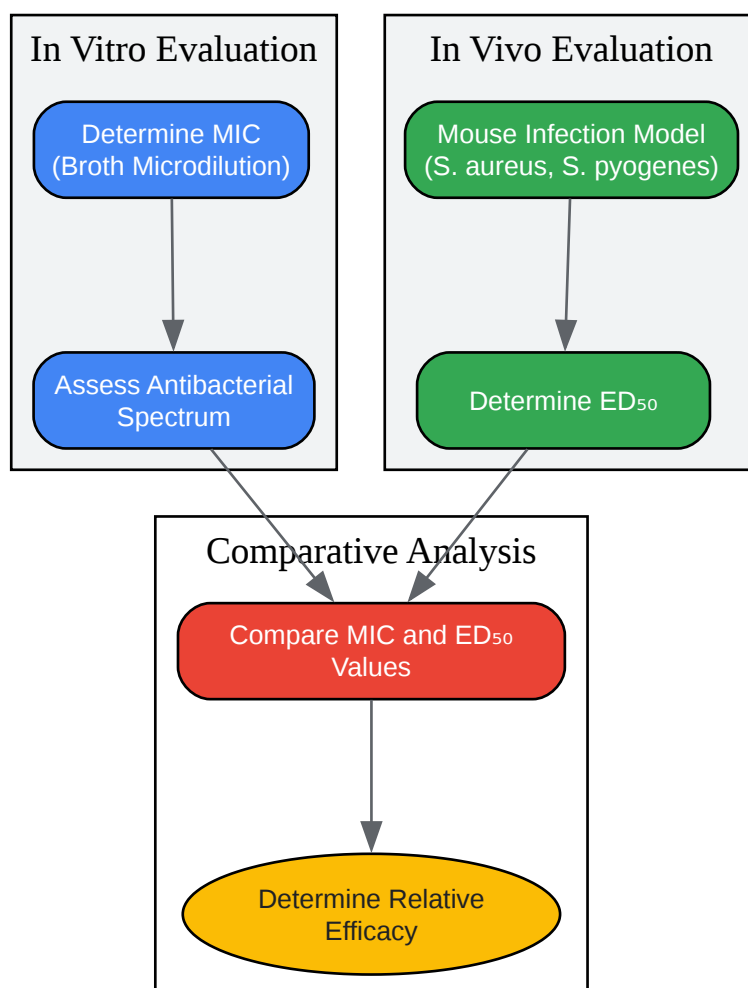 In Vitro Evaluation
Determine MIC
(Broth Microdilution)
Assess Antibacterial
Spectrum
In Vivo Evaluation
Mouse Infection Model
(S. aureus, S. pyogenes)
Determine ED₅₀
Comparative Analysis
Compare MIC and ED₅₀
Values
Determine Relative
Efficacy